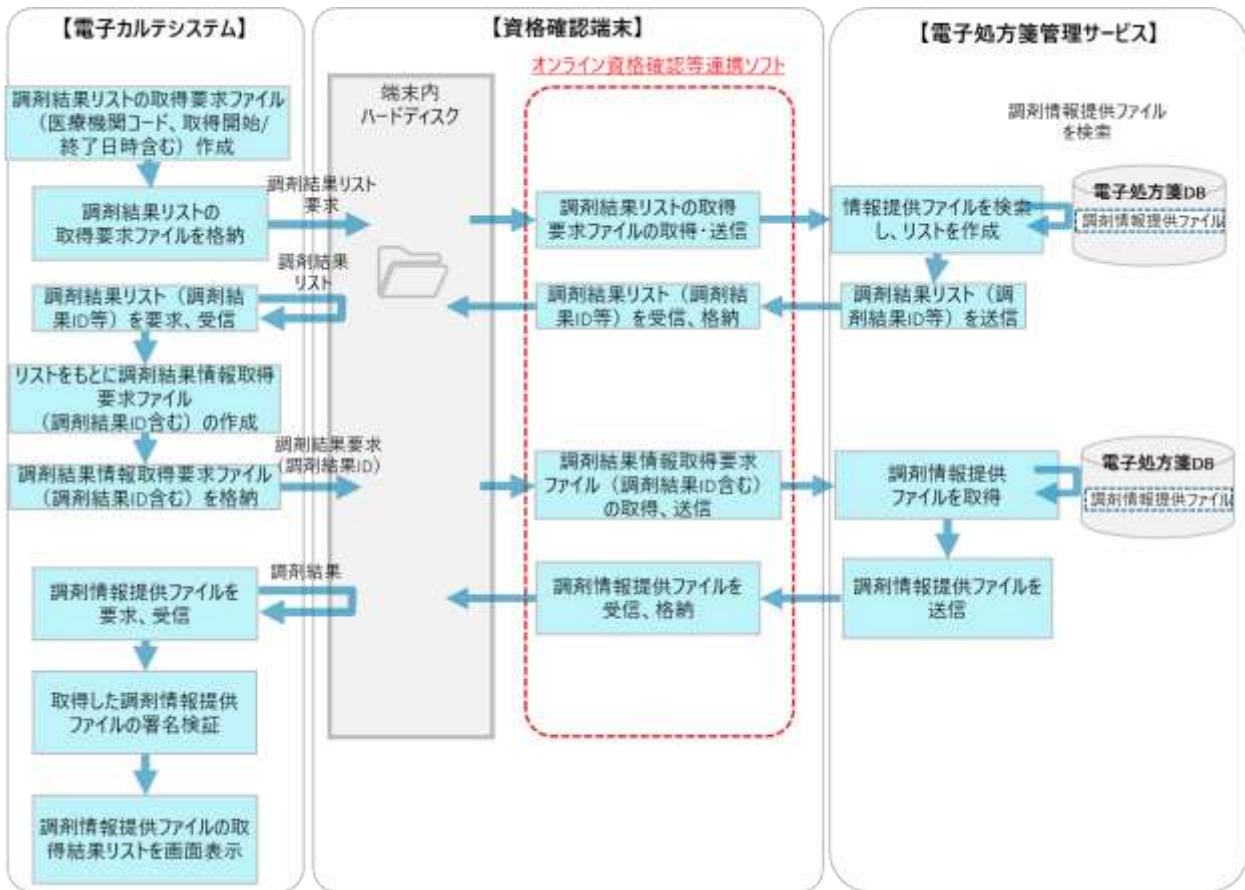 【電子カルテシステム】
【資格確認端末】
【電子処方箋管理サービス】
オンライン資格確認等連携ソフト
端末内
ハードディスク
調剤結果リストの取得要求ファイル
（医療機関コード、取得開始/
終了日時含む）作成
調剤情報提供ファイル
を検索
調剤結果リストの
取得要求ファイルを格納
調剤結果リスト
要求
調剤結果リストの取得
要求ファイルの取得・送信
情報提供ファイルを検索
し、リストを作成
電子処方箋DB
調剤情報提供ファイル
調剤結果
リスト
調剤結果リスト（調剤結
果ID等）を要求、受信
調剤結果リスト（調剤結
果ID等）を受信、格納
調剤結果リスト（調
剤結果ID等）を送信
リストをもとに調剤結果情報取得
要求ファイル
（調剤結果ID含む）の作成
調剤結果要求
（調剤結果ID）
調剤結果情報取得要求ファイル
（調剤結果ID含む）を格納
調剤結果情報取得要求
ファイル（調剤結果ID含む）
の取得、送信
調剤情報提供
ファイルを取得
電子処方箋DB
調剤情報提供ファイル
調剤結果
調剤情報提供ファイルを
要求、受信
調剤情報提供ファイルを
受信、格納
調剤情報提供ファイルを
送信
取得した調剤情報提供
ファイルの署名検証
調剤情報提供ファイルの取
得結果リストを画面表示